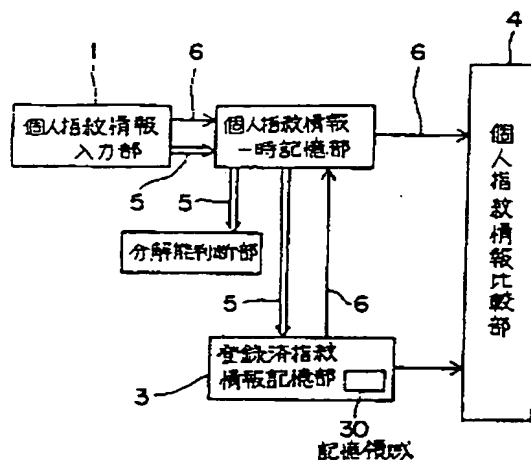 4
1
6
6
個人指紋情報
入力部
個人指紋情報
一時記憶部
個人指紋情報比較部
5
5
分解能判断部
5
6
登録済指紋
情報記憶部
3
30
記憶領域